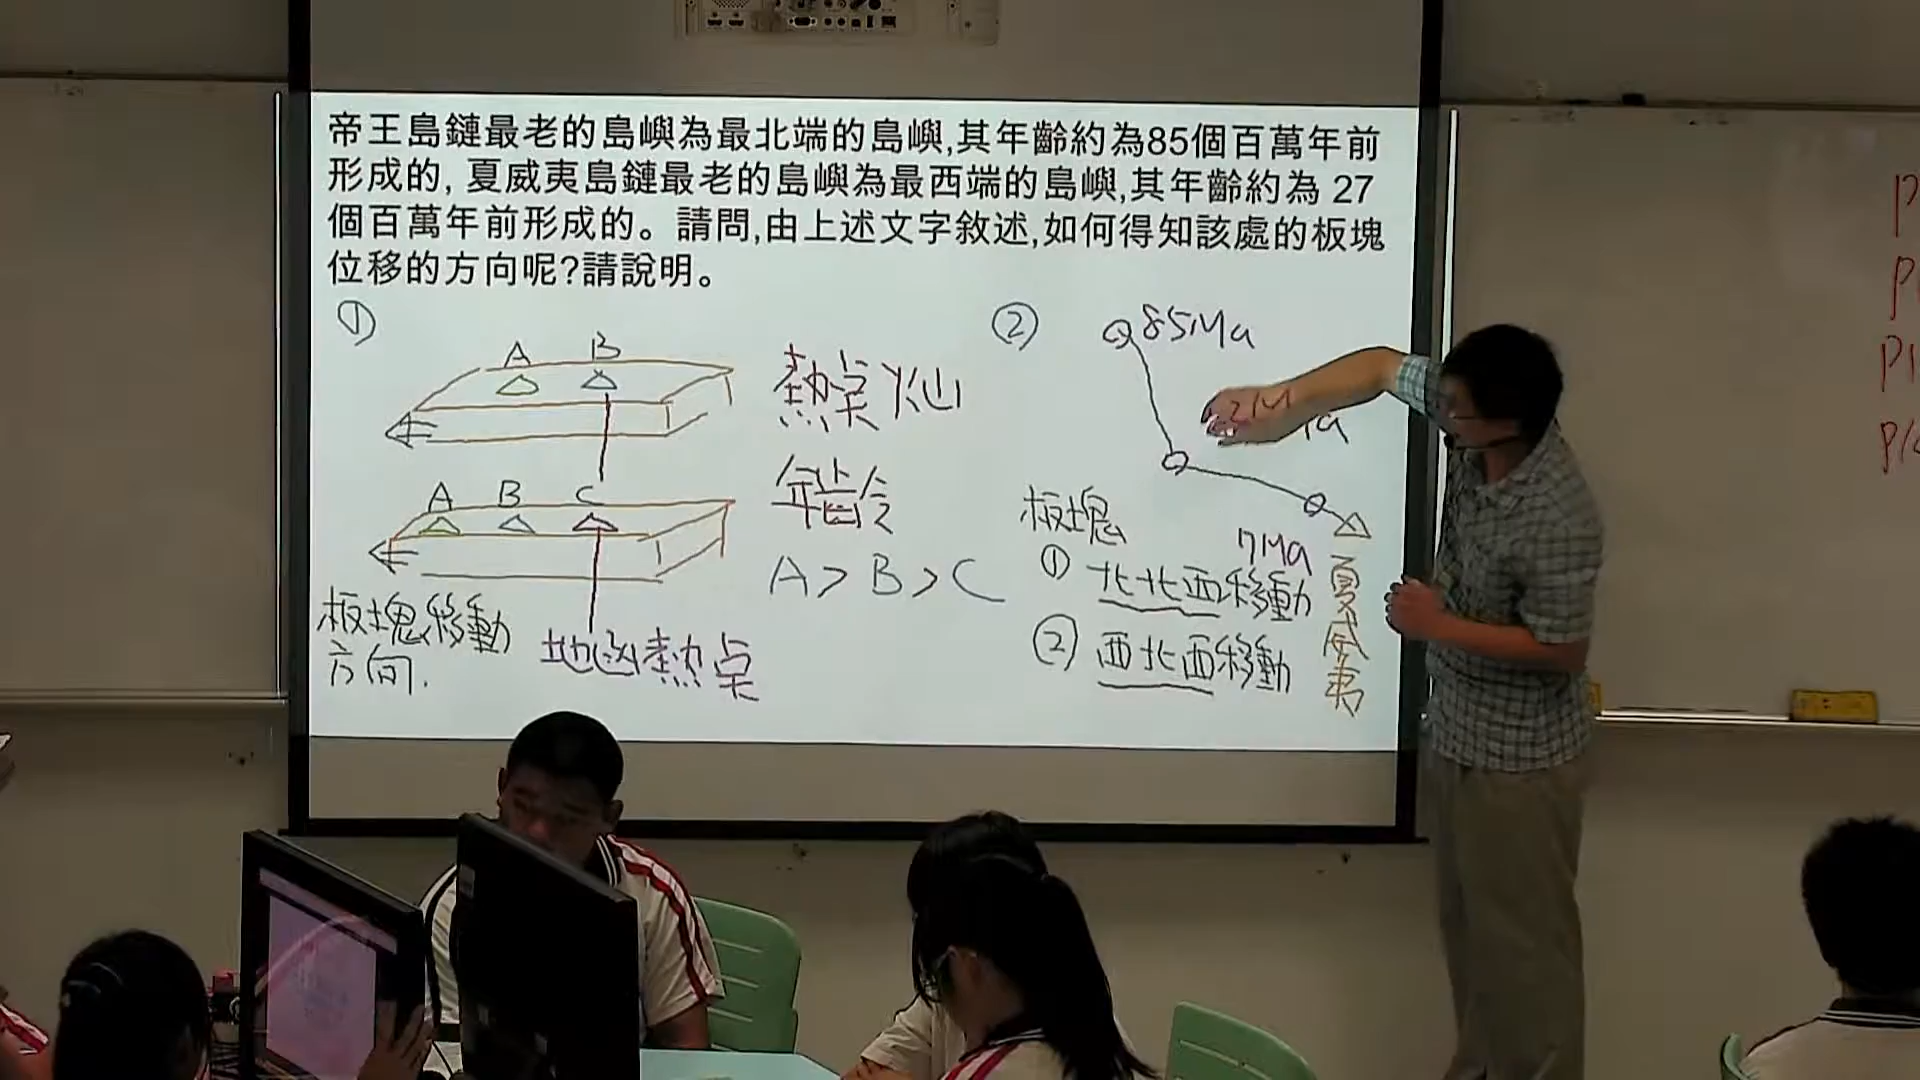 帝王島鏈最老的島嶼為最北端的島嶼,其年齡約為85個百萬年前
形成的, 夏威夷島鏈最老的島嶼為最西端的島嶼,其年齡約為 27
個百萬年前形成的。請問,由上述文字敘述,如何得知該處的板塊
位移的方向呢?請說明。
①
A B
A B C
板塊移動
方向.
地函熱点
熱点火山
年齡
A > B > C
②
85Ma
7Ma
夏威夷
板塊
① 北北西移動
② 西北西移動